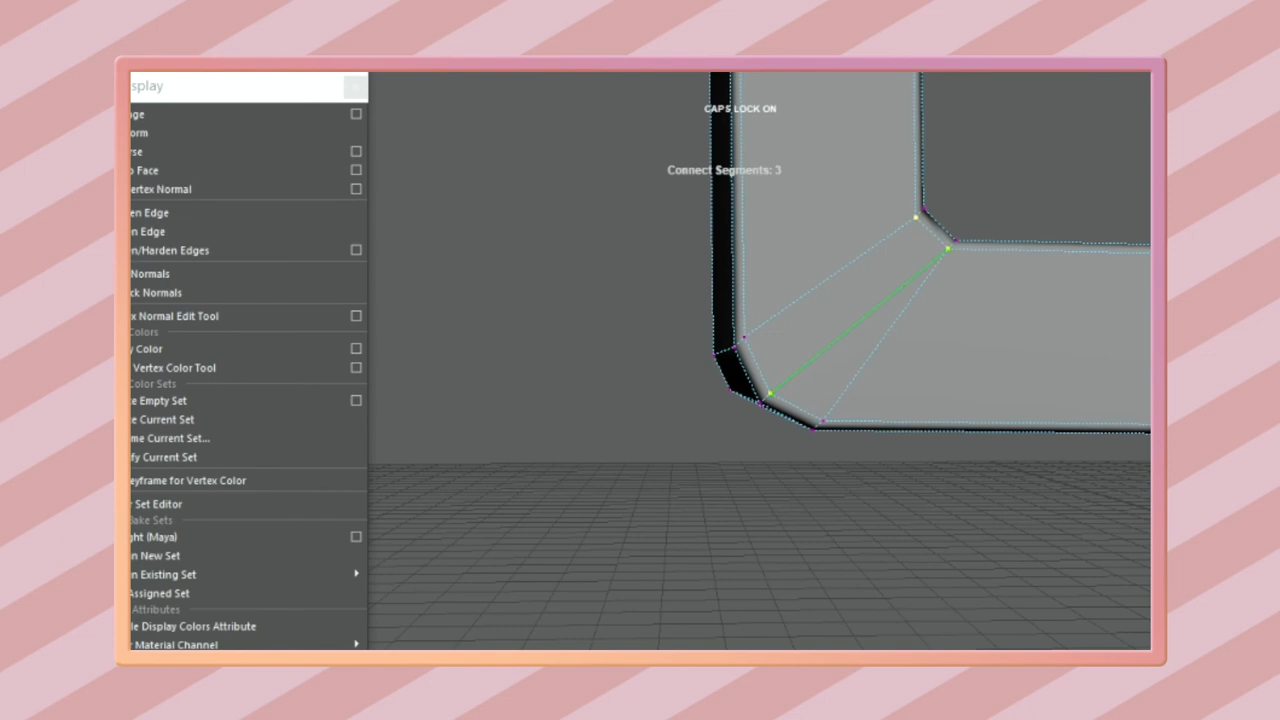 splay
ge
orm
rse
o Face
ertex Normal
en Edge
n Edge
en/Harden Edges
Normals
ck Normals
x Normal Edit Tool
Colors
y Color
Vertex Color Tool
Color Sets
te Empty Set
e Current Set
me Current Set...
fy Current Set
eyframe for Vertex Color
r Set Editor
Bake Sets
ght (Maya)
n New Set
n Existing Set
Assigned Set
Attributes
le Display Colors Attribute
r Material Channel
CAPS LOCK ON
Connect Segments: 3